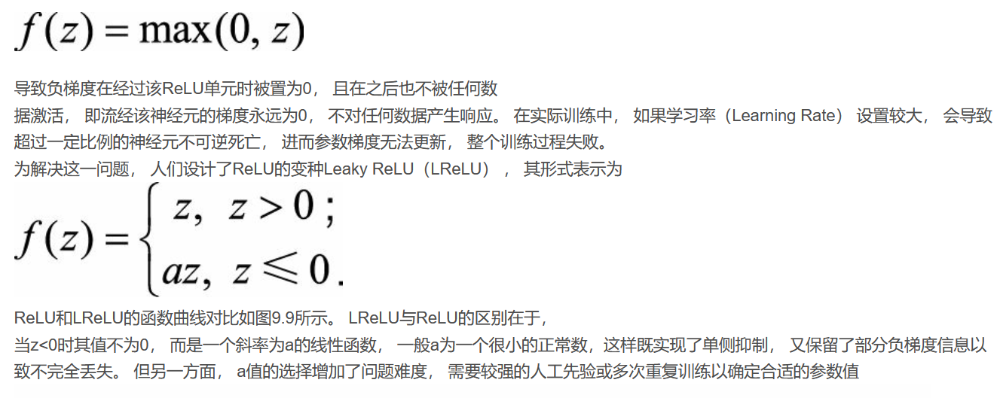 f(z) = max(0, z)
导致负梯度在经过该ReLU单元时被置为0， 且在之后也不被任何数
据激活， 即流经该神经元的梯度永远为0， 不对任何数据产生响应。 在实际训练中， 如果学习率（Learning Rate） 设置较大， 会导致
超过一定比例的神经元不可逆死亡， 进而参数梯度无法更新， 整个训练过程失败。
为解决这一问题， 人们设计了ReLU的变种Leaky ReLU（LReLU） ， 其形式表示为
f(z) = { z, z > 0 ;
az, z ⩽ 0 .
ReLU和LReLU的函数曲线对比如图9.9所示。 LReLU与ReLU的区别在于，
当z<0时其值不为0， 而是一个斜率为a的线性函数， 一般a为一个很小的正常数，这样既实现了单侧抑制， 又保留了部分负梯度信息以
致不完全丢失。 但另一方面， a值的选择增加了问题难度， 需要较强的人工先验或多次重复训练以确定合适的参数值